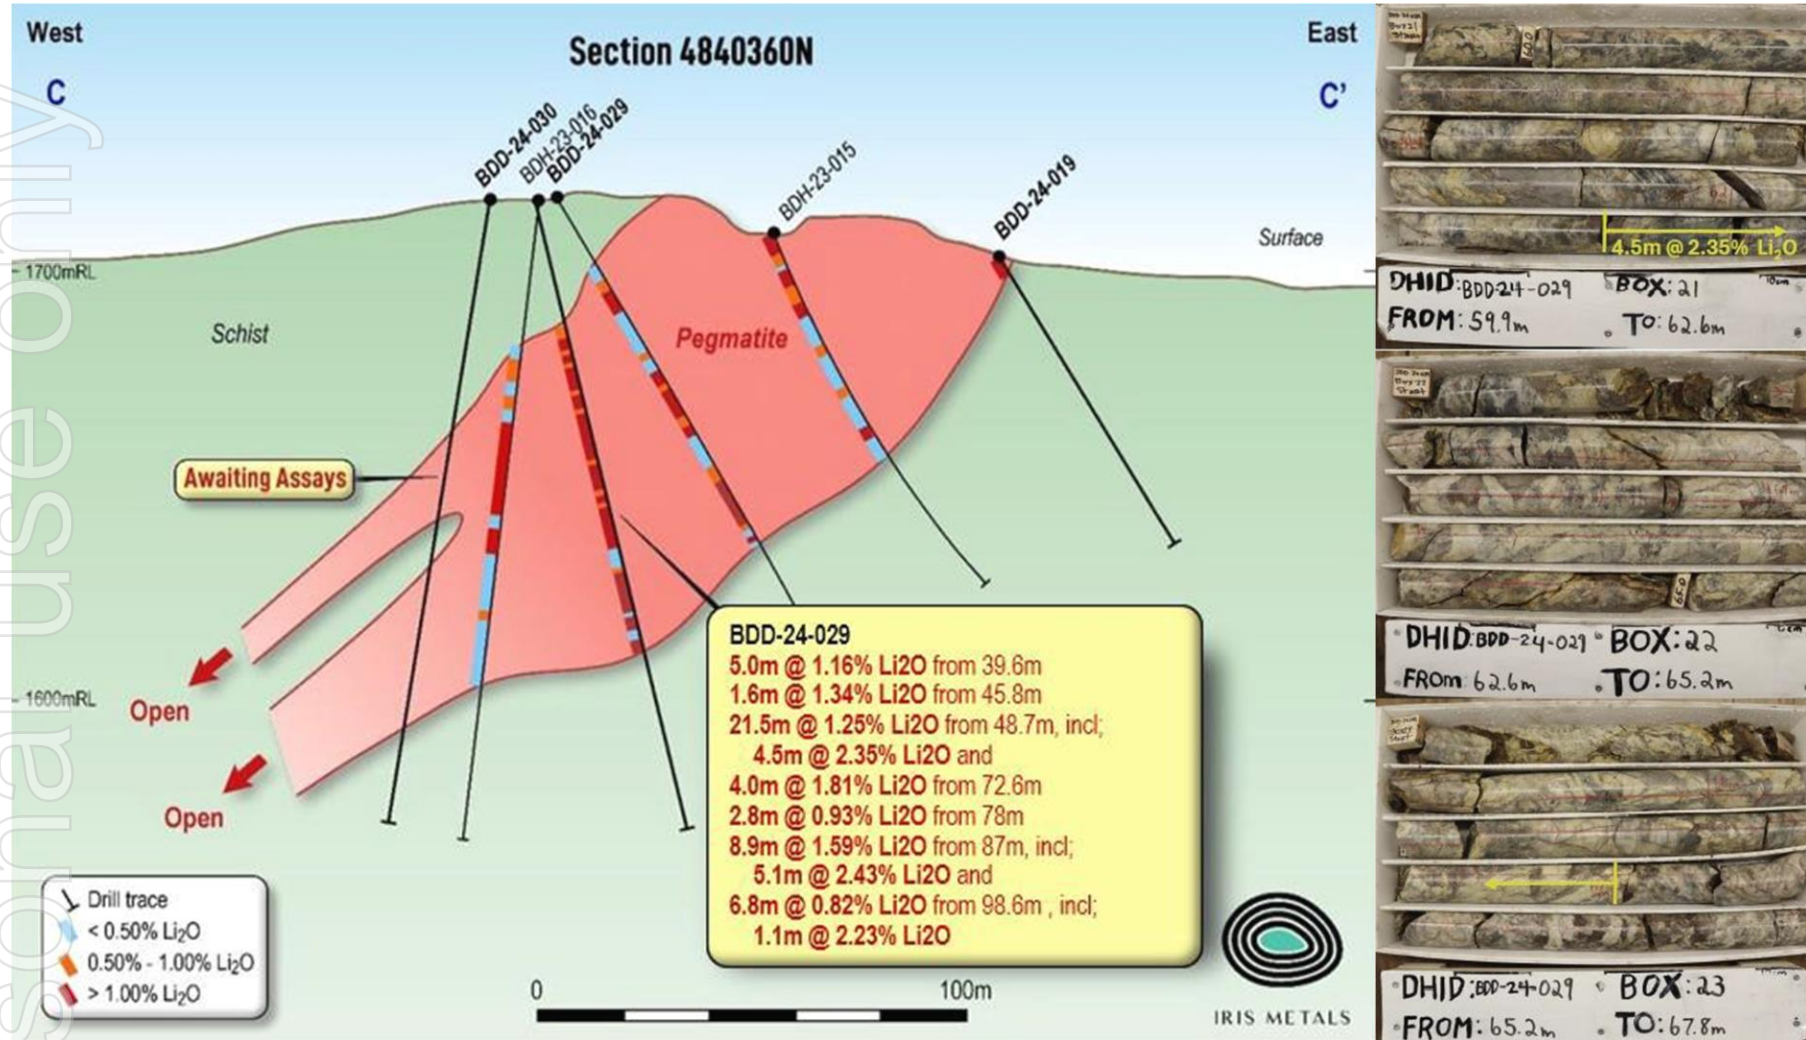 West
East
Section 4840360N
C
C'
BDD-24-030
BDH-23-016
BDD-24-029
BDH-23-015
BDD-24-019
Surface
1700mRL
Schist
Pegmatite
Awaiting Assays
Open
1600mRL
Open
BDD-24-029
5.0m @ 1.16% Li2O from 39.6m
1.6m @ 1.34% Li2O from 45.8m
21.5m @ 1.25% Li2O from 48.7m, incl;
4.5m @ 2.35% Li2O and
4.0m @ 1.81% Li2O from 72.6m
2.8m @ 0.93% Li2O from 78m
8.9m @ 1.59% Li2O from 87m, incl;
5.1m @ 2.43% Li2O and
6.8m @ 0.82% Li2O from 98.6m , incl;
1.1m @ 2.23% Li2O
Drill trace
< 0.50% Li₂O
0.50% - 1.00% Li₂O
> 1.00% Li₂O
0
100m
IRIS METALS
sonal use only
60.0
4.5m @ 2.35% Li₂O
DHID:BDD-24-029 BOX:21
FROM: 59.9m TO: 62.6m
65.0
DHID:BDD-24-029 BOX:22
FROM: 62.6m TO: 65.2m
DHID:BDD-24-029 BOX:23
FROM: 65.2m TO: 67.8m